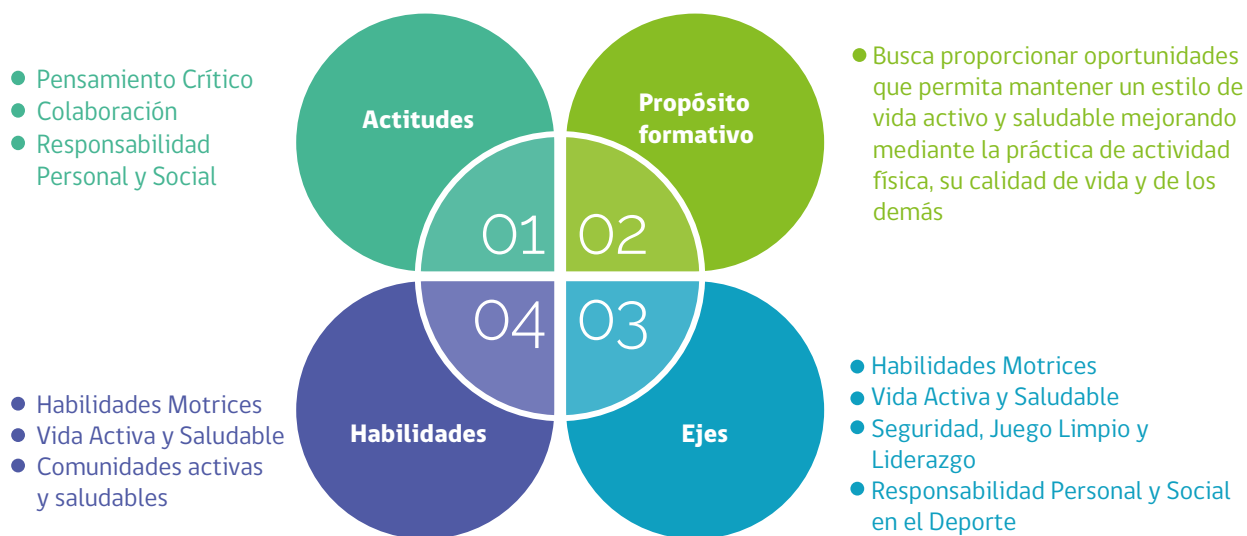 ● Pensamiento Crítico
● Colaboración
● Responsabilidad
Personal y Social
Actitudes
01
Propósito
formativo
02
● Busca proporcionar oportunidades
que permita mantener un estilo de
vida activo y saludable mejorando
mediante la práctica de actividad
física, su calidad de vida y de los
demás
● Habilidades Motrices
● Vida Activa y Saludable
● Comunidades activas
y saludables
Habilidades
04
Ejes
03
● Habilidades Motrices
● Vida Activa y Saludable
● Seguridad, Juego Limpio y
Liderazgo
● Responsabilidad Personal y Social
en el Deporte